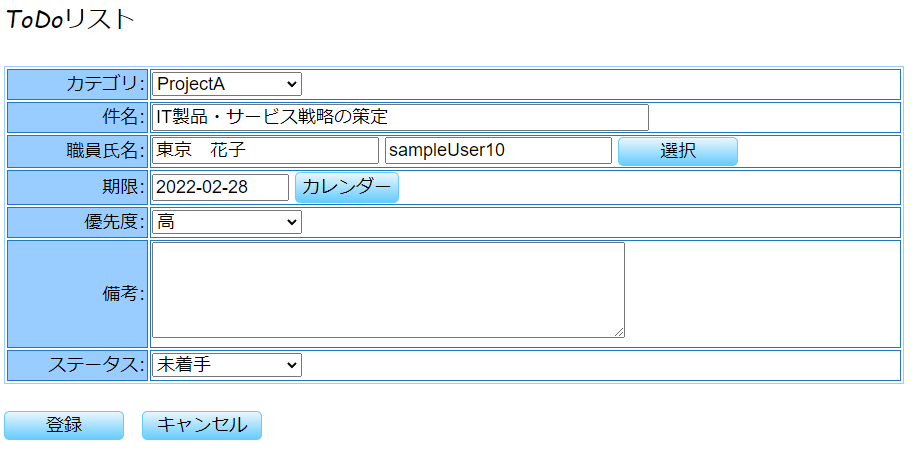 ToDoリスト
カテゴリ: ProjectA
件名: IT製品・サービス戦略の策定
職員氏名: 東京　花子 sampleUser10 選択
期限: 2022-02-28 カレンダー
優先度: 高
備考:
ステータス: 未着手
登録 キャンセル